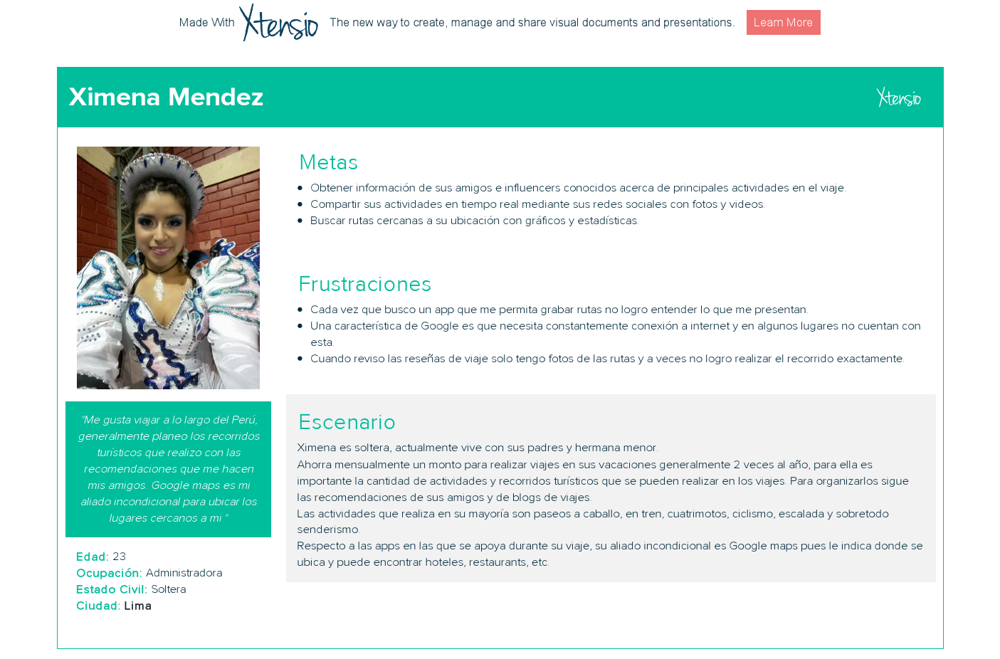 Made With Xtensio The new way to create, manage and share visual documents and presentations. Learn More
Ximena Mendez
Xtensio
Metas
Obtener información de sus amigos e influencers conocidos acerca de principales actividades en el viaje.
Compartir sus actividades en tiempo real mediante sus redes sociales con fotos y videos.
Buscar rutas cercanas a su ubicación con gráficos y estadísticas.
Frustraciones
Cada vez que busco un app que me permita grabar rutas no logro entender lo que me presentan.
Una característica de Google es que necesita constantemente conexión a internet y en algunos lugares no cuentan con
esta.
Cuando reviso las reseñas de viaje solo tengo fotos de las rutas y a veces no logro realizar el recorrido exactamente.
"Me gusta viajar a lo largo del Perú,
generalmente planeo los recorridos
turísticos que realizo con las
recomendaciones que me hacen
mis amigos. Google maps es mi
aliado incondicional para ubicar los
lugares cercanos a mi."
Edad: 23
Ocupación: Administradora
Estado Civil: Soltera
Ciudad: Lima
Escenario
Ximena es soltera, actualmente vive con sus padres y hermana menor.
Ahorra mensualmente un monto para realizar viajes en sus vacaciones generalmente 2 veces al año, para ella es
importante la cantidad de actividades y recorridos turísticos que se pueden realizar en los viajes. Para organizarlos sigue
las recomendaciones de sus amigos y de blogs de viajes.
Las actividades que realiza en su mayoría son paseos a caballo, en tren, cuatrimotos, ciclismo, escalada y sobretodo
senderismo.
Respecto a las apps en las que se apoya durante su viaje, su aliado incondicional es Google maps pues le indica donde se
ubica y puede encontrar hoteles, restaurants, etc.